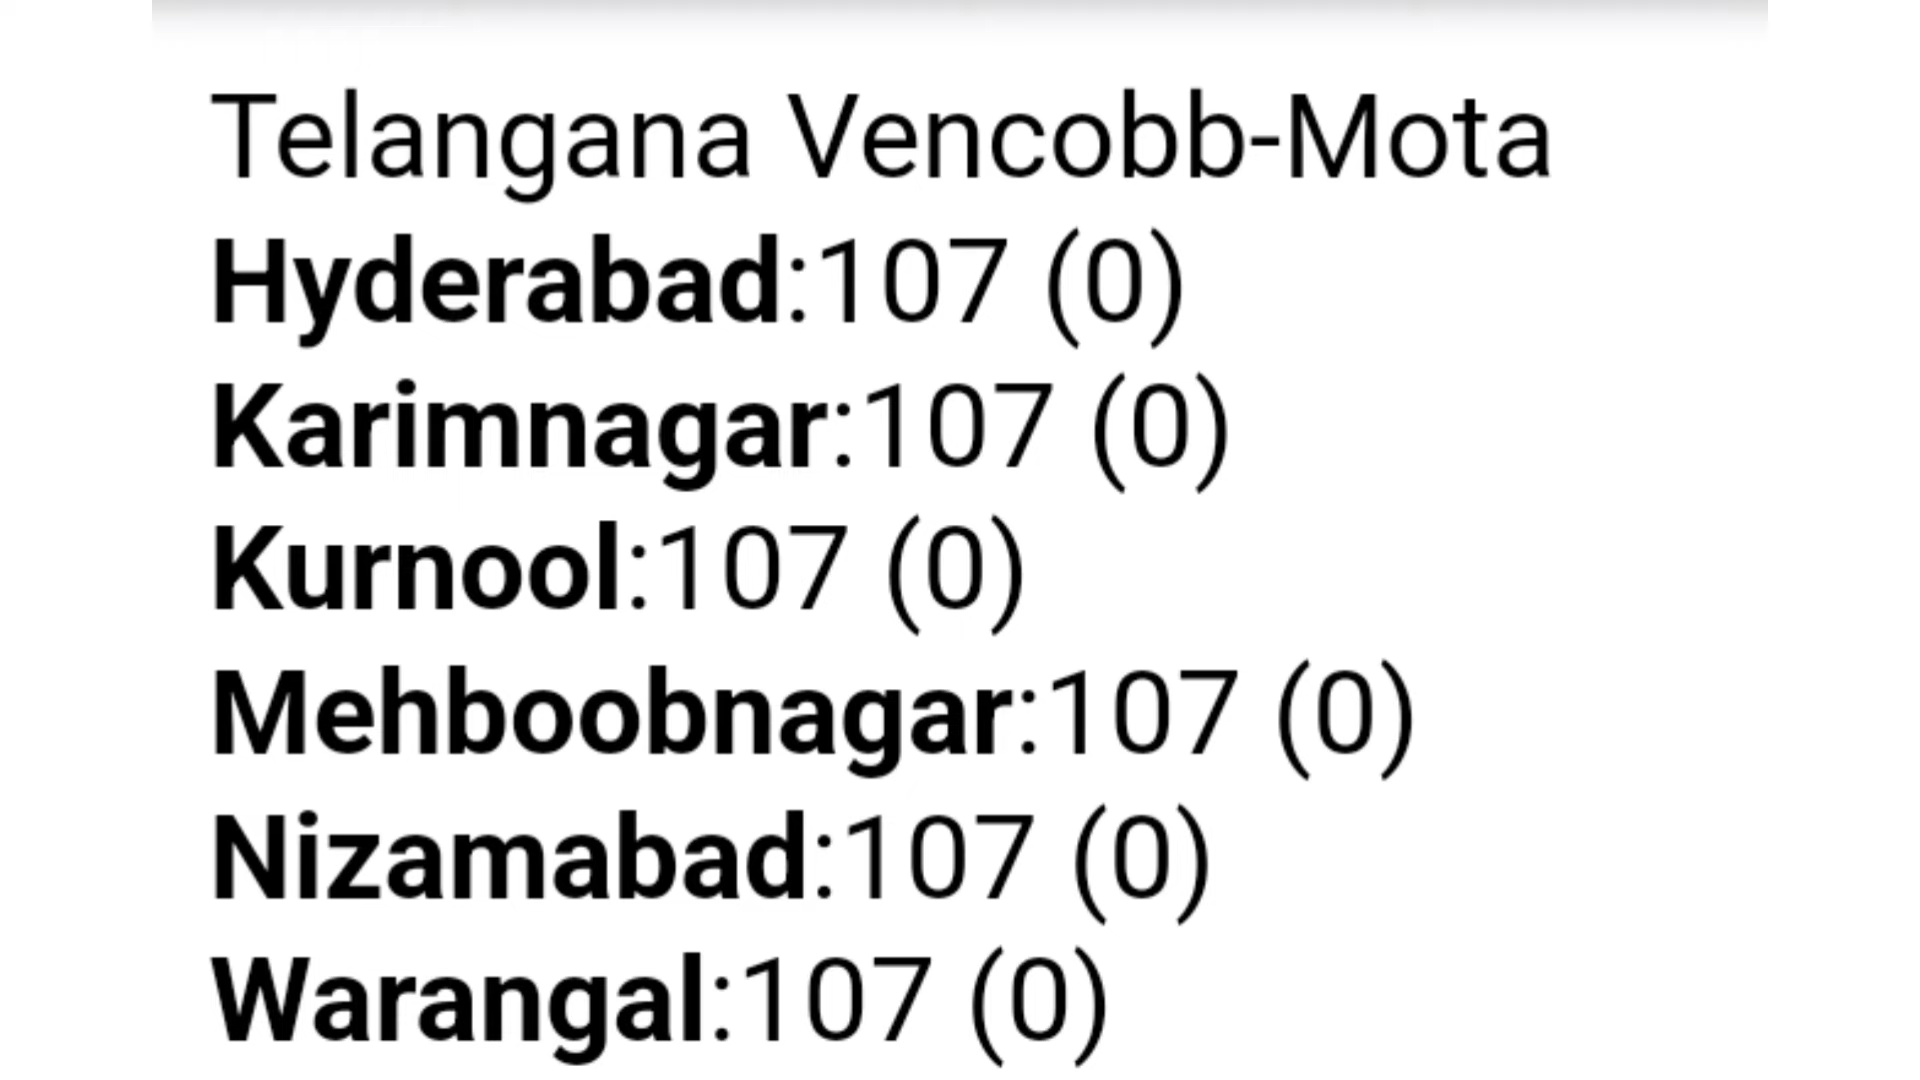 Telangana Vencobb-Mota
Hyderabad:107 (0)
Karimnagar:107 (0)
Kurnool:107 (0)
Mehboobnagar:107 (0)
Nizamabad:107 (0)
Warangal:107 (0)